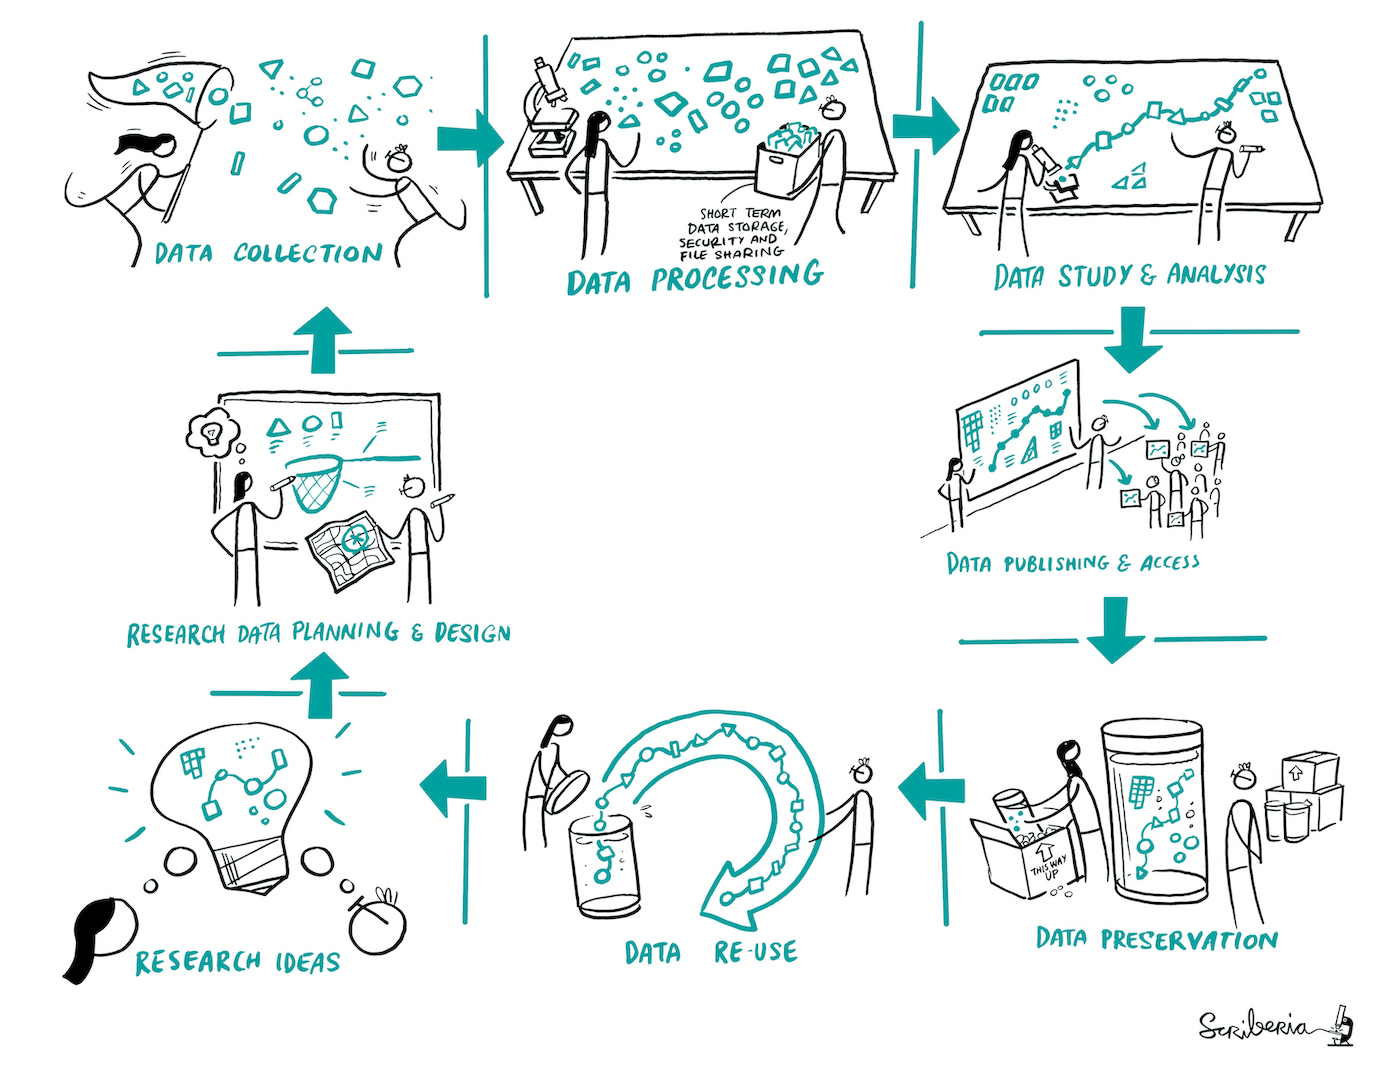 DATA COLLECTION
SHORT TERM
DATA STORAGE,
SECURITY AND
FILE SHARING
DATA PROCESSING
DATA STUDY & ANALYSIS
RESEARCH DATA PLANNING & DESIGN
DATA PUBLISHING & ACCESS
THIS WAY
UP
DATA PRESERVATION
DATA RE-USE
RESEARCH IDEAS
Scriberia